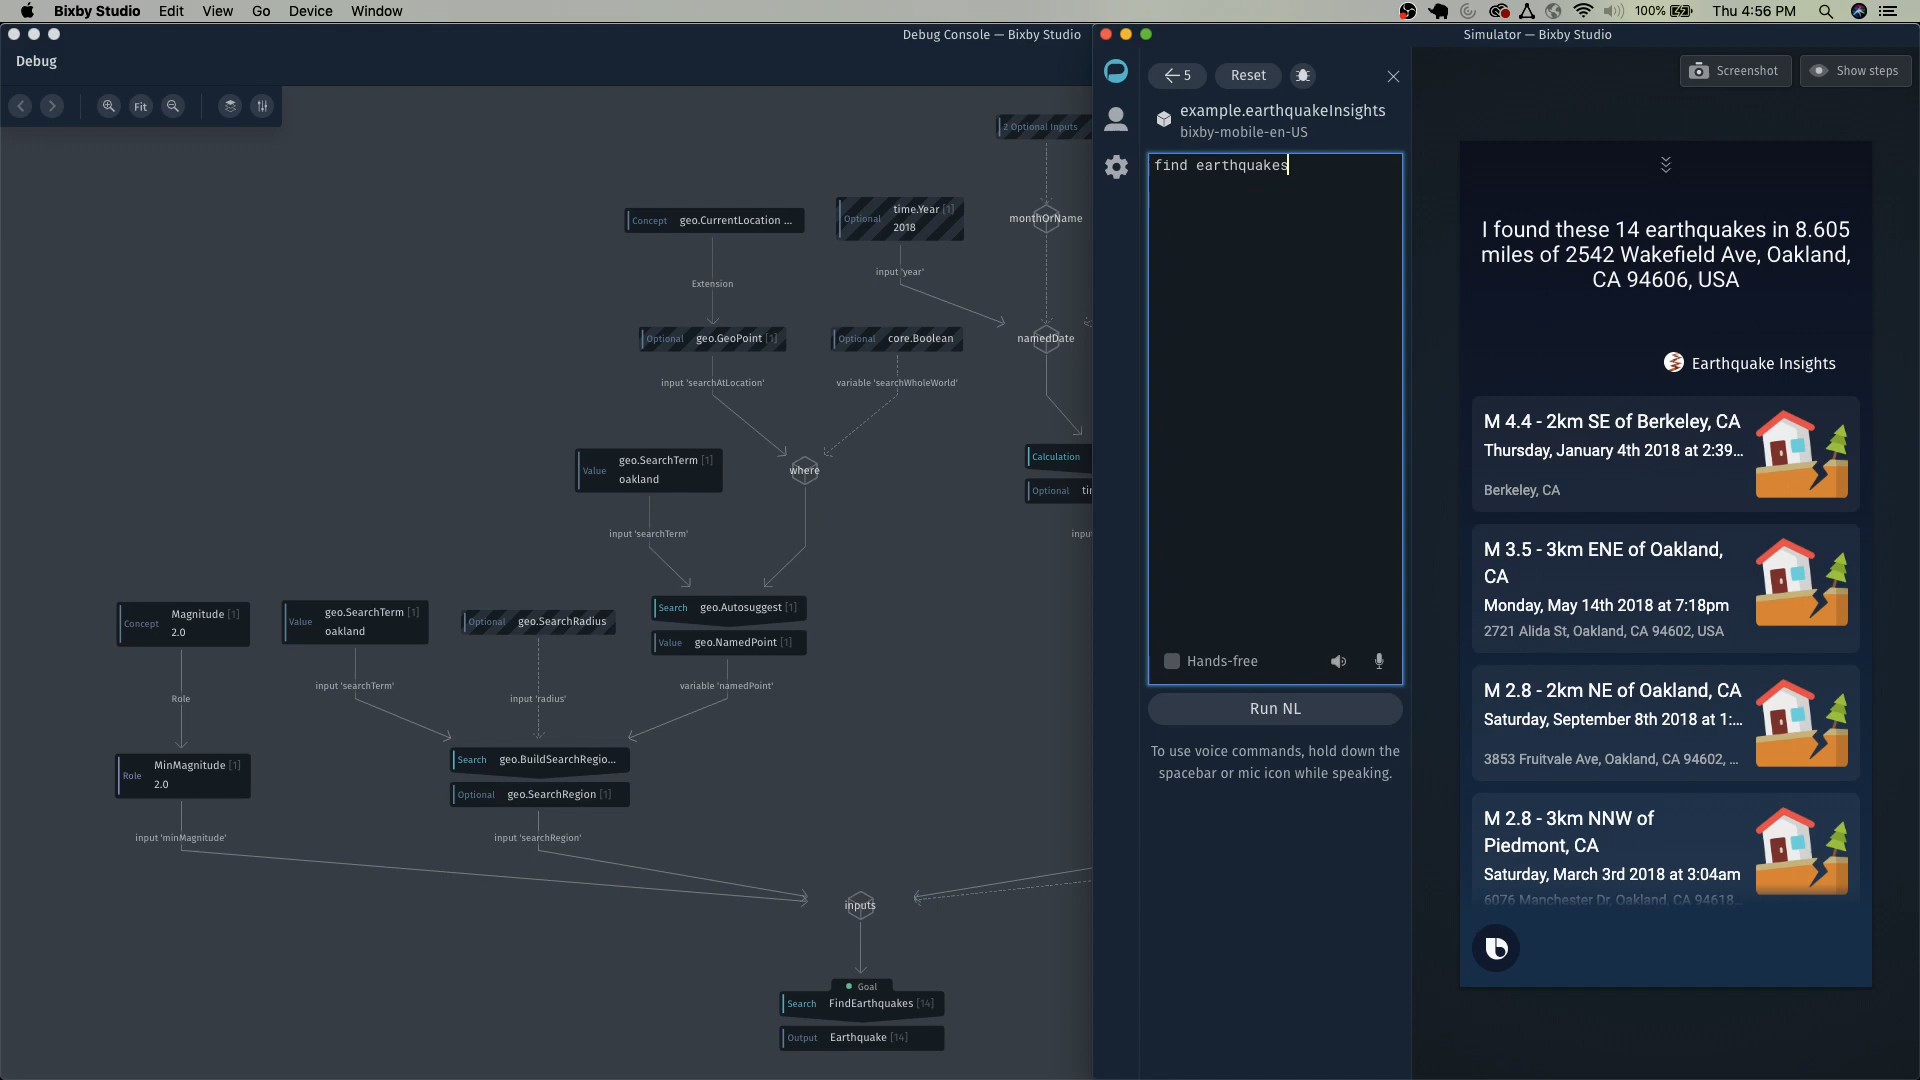 Bixby Studio Edit View Go Device Window
100% Thu 4:56 PM
Debug Console — Bixby Studio
Debug
Fit
2 Optional Inputs
Concept geo.CurrentLocation ...
Optional time.Year [1]
2018
monthOrName
Extension
input 'year'
Optional geo.GeoPoint [1]
Optional core.Boolean
namedDate
input 'searchAtLocation'
variable 'searchWholeWorld'
Value geo.SearchTerm [1]
oakland
where
Calculation
Optional
input 'searchTerm'
Concept Magnitude [1]
2.0
Value geo.SearchTerm [1]
oakland
Optional geo.SearchRadius
Search geo.Autosuggest [1]
Value geo.NamedPoint [1]
Role
input 'searchTerm'
input 'radius'
variable 'namedPoint'
Role MinMagnitude [1]
2.0
Search geo.BuildSearchRegio...
Optional geo.SearchRegion [1]
input 'minMagnitude'
input 'searchRegion'
inputs
Goal
Search FindEarthquakes [14]
Output Earthquake [14]
Simulator — Bixby Studio
5
Reset
example.earthquakeInsights
bixby-mobile-en-US
find earthquakes
Hands-free
Run NL
To use voice commands, hold down the
spacebar or mic icon while speaking.
Screenshot
Show steps
I found these 14 earthquakes in 8.605
miles of 2542 Wakefield Ave, Oakland,
CA 94606, USA
Earthquake Insights
M 4.4 - 2km SE of Berkeley, CA
Thursday, January 4th 2018 at 2:39...
Berkeley, CA
M 3.5 - 3km ENE of Oakland,
CA
Monday, May 14th 2018 at 7:18pm
2721 Alida St, Oakland, CA 94602, USA
M 2.8 - 2km NE of Oakland, CA
Saturday, September 8th 2018 at 1:...
3853 Fruitvale Ave, Oakland, CA 94602, ...
M 2.8 - 3km NNW of
Piedmont, CA
Saturday, March 3rd 2018 at 3:04am
6076 Manchester Dr, Oakland, CA 94618...